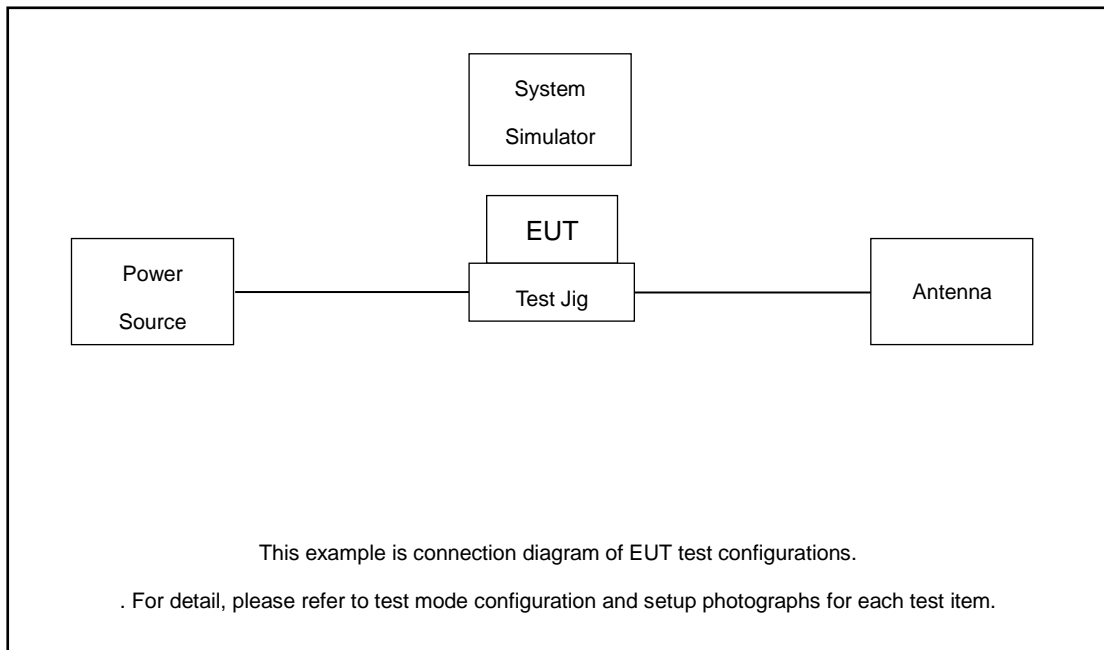 System
Simulator
EUT
Power
Source
Test Jig
Antenna
This example is connection diagram of EUT test configurations.
. For detail, please refer to test mode configuration and setup photographs for each test item.